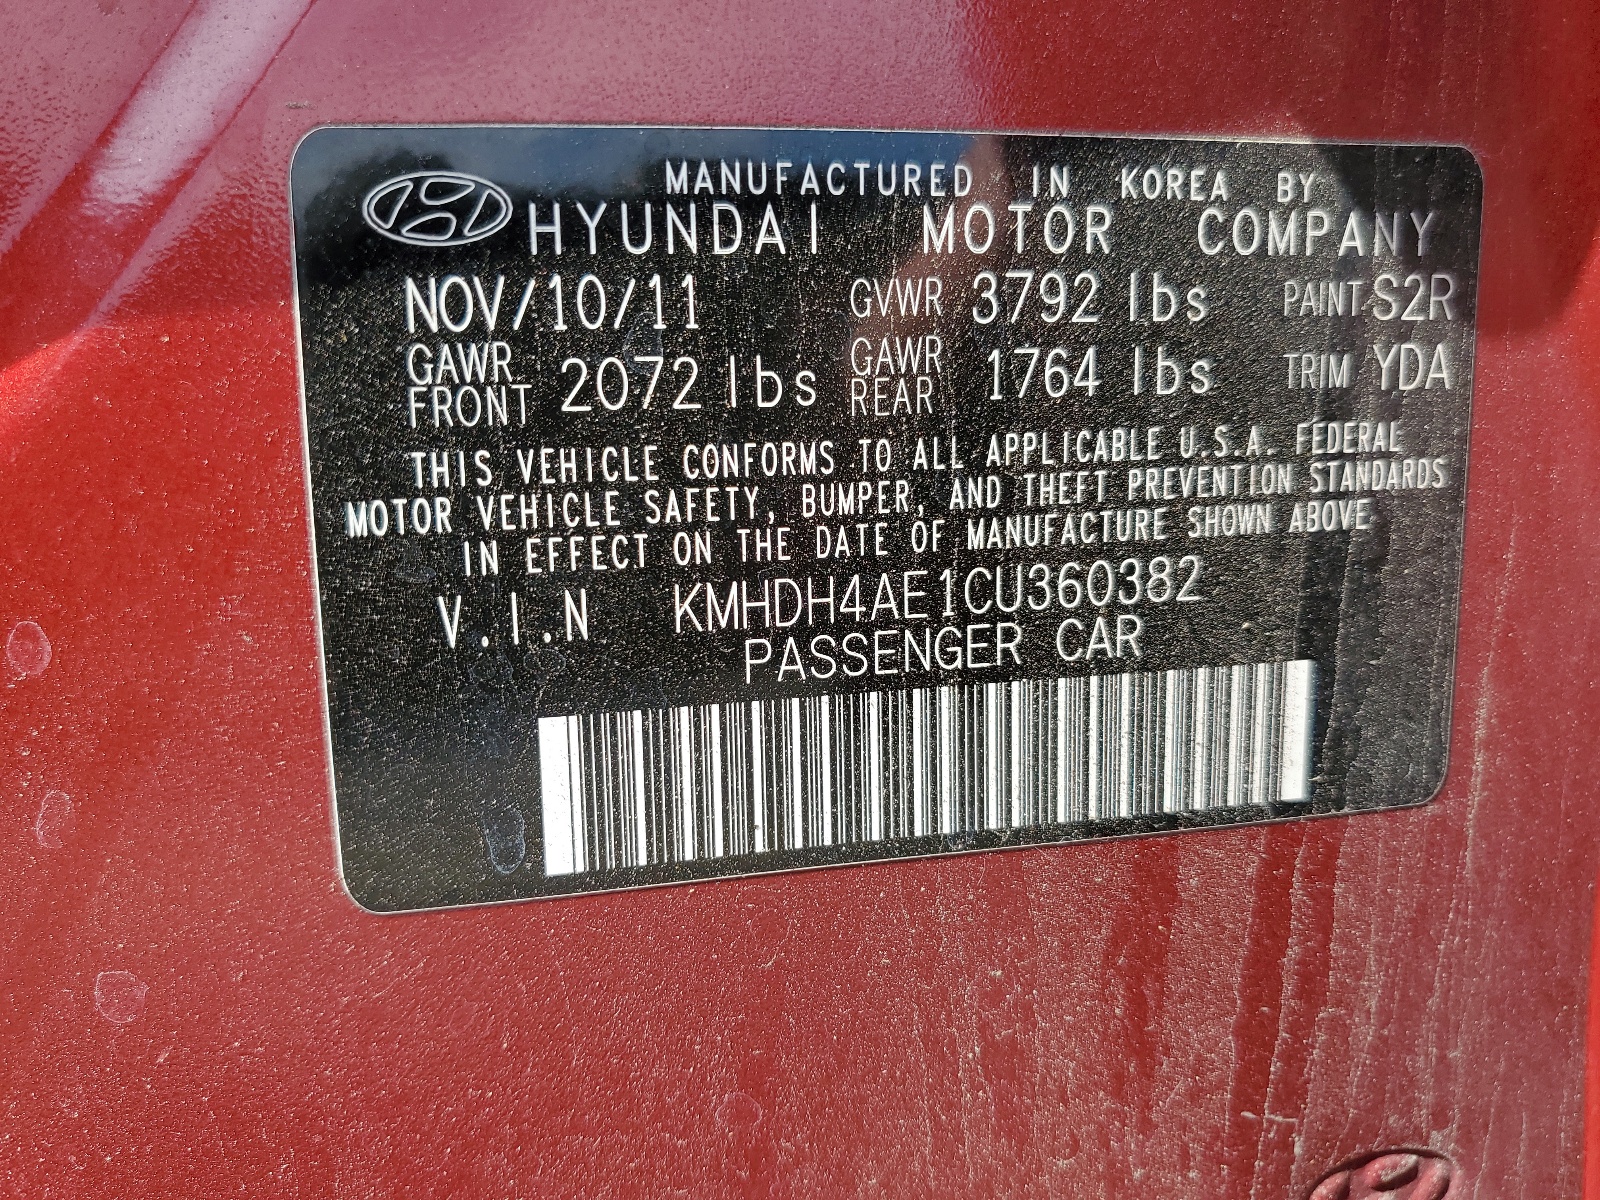 MANUFACTURED IN KOREA BY
HYUNDAI MOTOR COMPANY
NOV/10/11 GVWR 3792 lbs PAINT S2R
GAWR FRONT 2072 lbs GAWR REAR 1764 lbs TRIM YDA
THIS VEHICLE CONFORMS TO ALL APPLICABLE U.S.A. FEDERAL
MOTOR VEHICLE SAFETY, BUMPER, AND THEFT PREVENTION STANDARDS
IN EFFECT ON THE DATE OF MANUFACTURE SHOWN ABOVE
V.I.N KMHDH4AE1CU360382
PASSENGER CAR